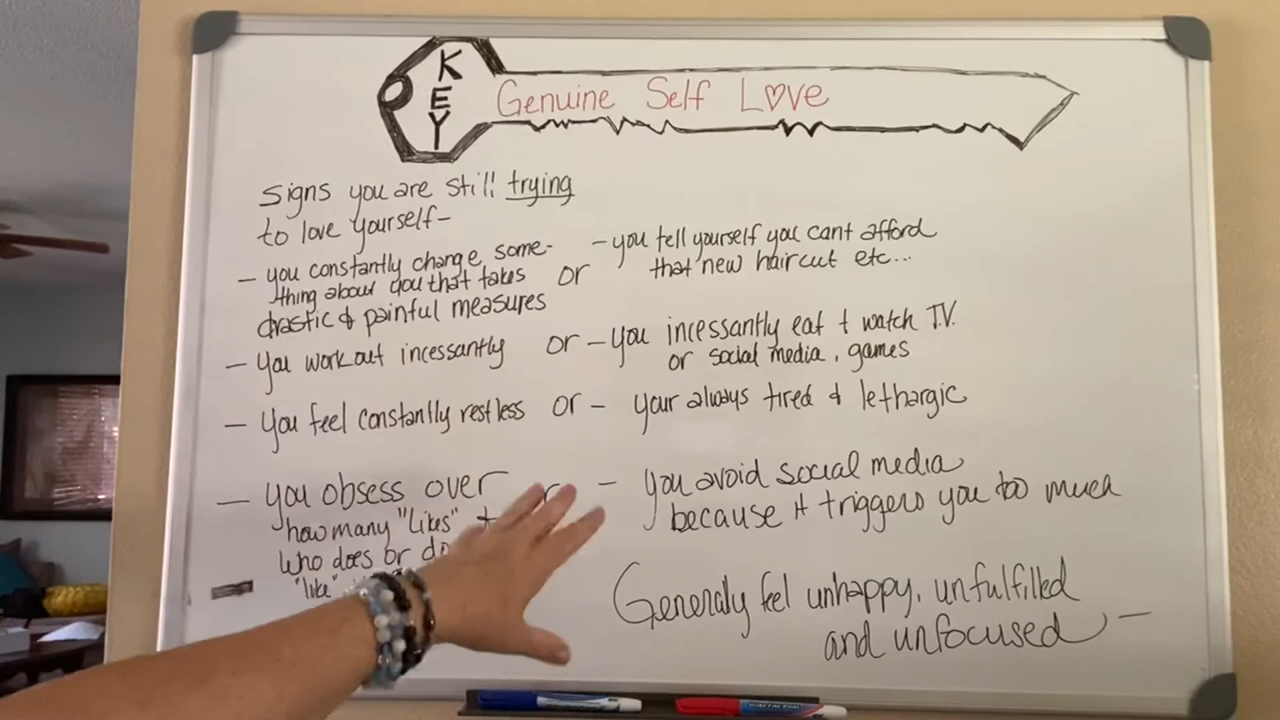 KEY
Genuine Self Love
Signs you are still trying
to love yourself-
- you constantly change some-
thing about you that takes
drastic & painful measures
or
- you tell yourself you cant afford
that new haircut etc...
- You workout incessantly
or
- you incessantly eat + watch T.V.
or social media, games
- You feel constantly restless
or
- your always tired & lethargic
- You obsess over
how many "likes" +
who does or
"like"
- you avoid social media
because it triggers you too much
Generally feel unhappy, unfulfilled
and unfocused -